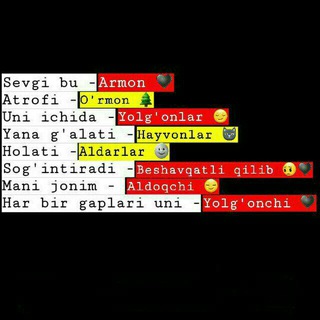 Sevgi bu - Armon 🖤
Atrofi - O'rmon 🌲
Uni ichida - Yolg'onlar 😏
Yana g'alati - Hayvonlar 😼
Holati - Aldarlar 🌚
Sog'intiradi - Beshavqatli qilib 🤐🖤
Mani jonim - Aldoqchi 😏
Har bir gaplari uni - Yolg'onchi 🖤